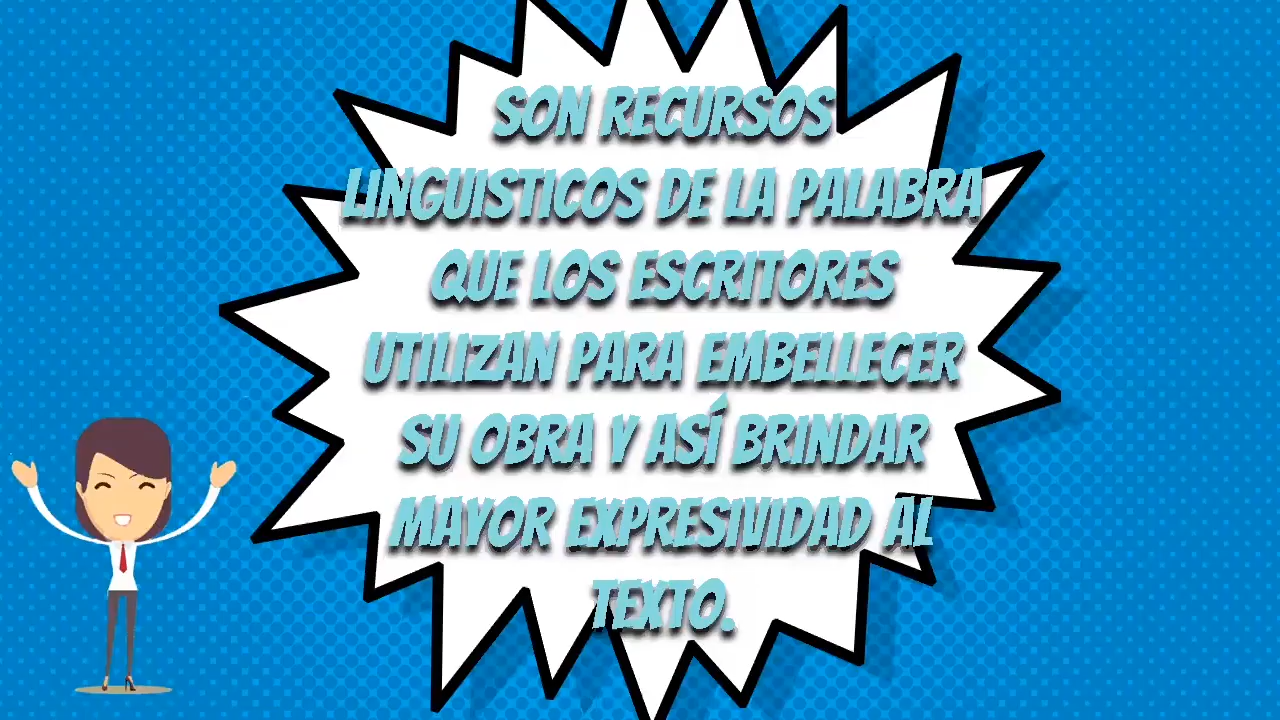 SON RECURSOS
LINGUISTICOS DE LA PALABRA
QUE LOS ESCRITORES
UTILIZAN PARA EMBELLECER
SU OBRA Y ASÍ BRINDAR
MAYOR EXPRESIVIDAD AL
TEXTO.